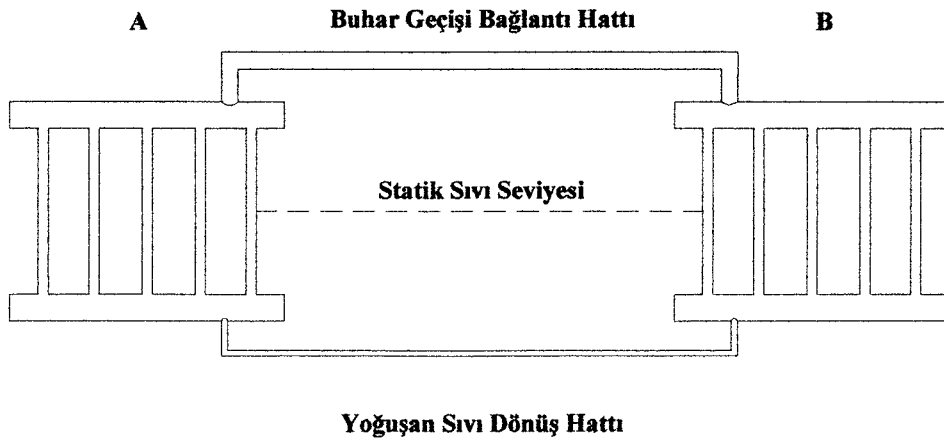 A
Buhar Geçişi Bağlantı Hattı
B
Statik Sıvı Seviyesi
Yoğuşan Sıvı Dönüş Hattı